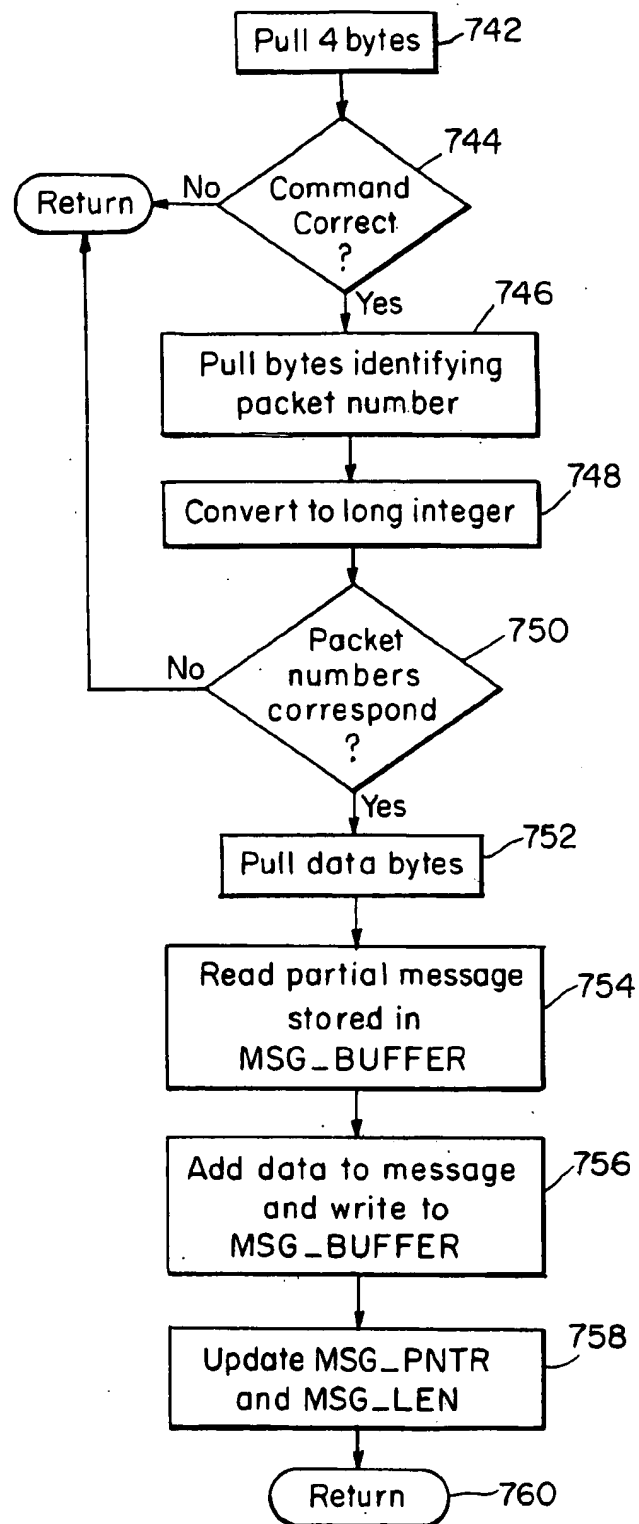 Pull 4 bytes
742
744
Command
Correct
?
No
Return
Yes
746
Pull bytes identifying
packet number
748
Convert to long integer
750
Packet
numbers
correspond
?
No
Yes
752
Pull data bytes
Read partial message
stored in
MSG_BUFFER
754
Add data to message
and write to
MSG_BUFFER
756
Update MSG_PNTR
and MSG_LEN
758
Return
760